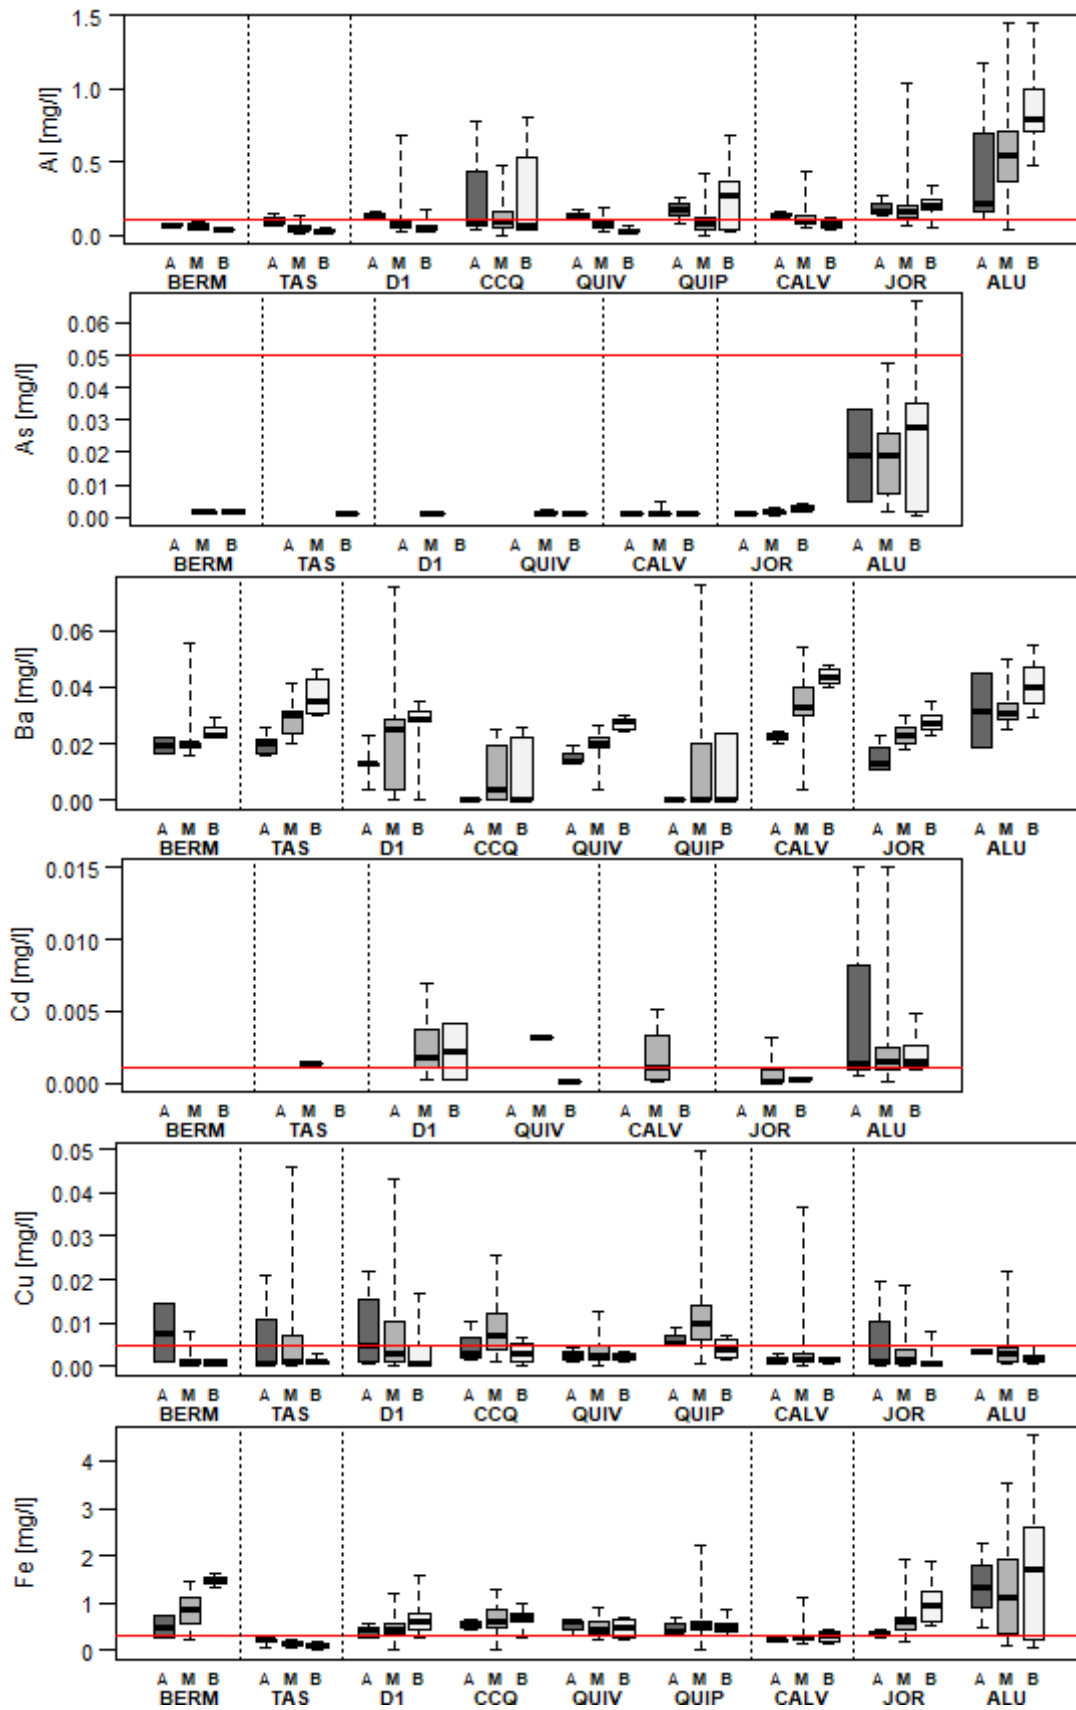 Al [mg/l]
1.5
1.0
0.5
0.0
A M B A M B A M B A M B A M B A M B A M B A M B A M B
BERM TAS D1 CCQ QUIV QUIP CALV JOR ALU
As [mg/l]
0.06
0.05
0.04
0.03
0.02
0.01
0.00
A M B A M B A M B A M B A M B A M B A M B
BERM TAS D1 QUIV CALV JOR ALU
Ba [mg/l]
0.06
0.04
0.02
0.00
A M B A M B A M B A M B A M B A M B A M B A M B A M B
BERM TAS D1 CCQ QUIV QUIP CALV JOR ALU
Cd [mg/l]
0.015
0.010
0.005
0.000
A M B A M B A M B A M B A M B A M B A M B
BERM TAS D1 QUIV CALV JOR ALU
Cu [mg/l]
0.05
0.04
0.03
0.02
0.01
0.00
A M B A M B A M B A M B A M B A M B A M B A M B A M B
BERM TAS D1 CCQ QUIV QUIP CALV JOR ALU
Fe [mg/l]
4
3
2
1
0
A M B A M B A M B A M B A M B A M B A M B A M B A M B
BERM TAS D1 CCQ QUIV QUIP CALV JOR ALU